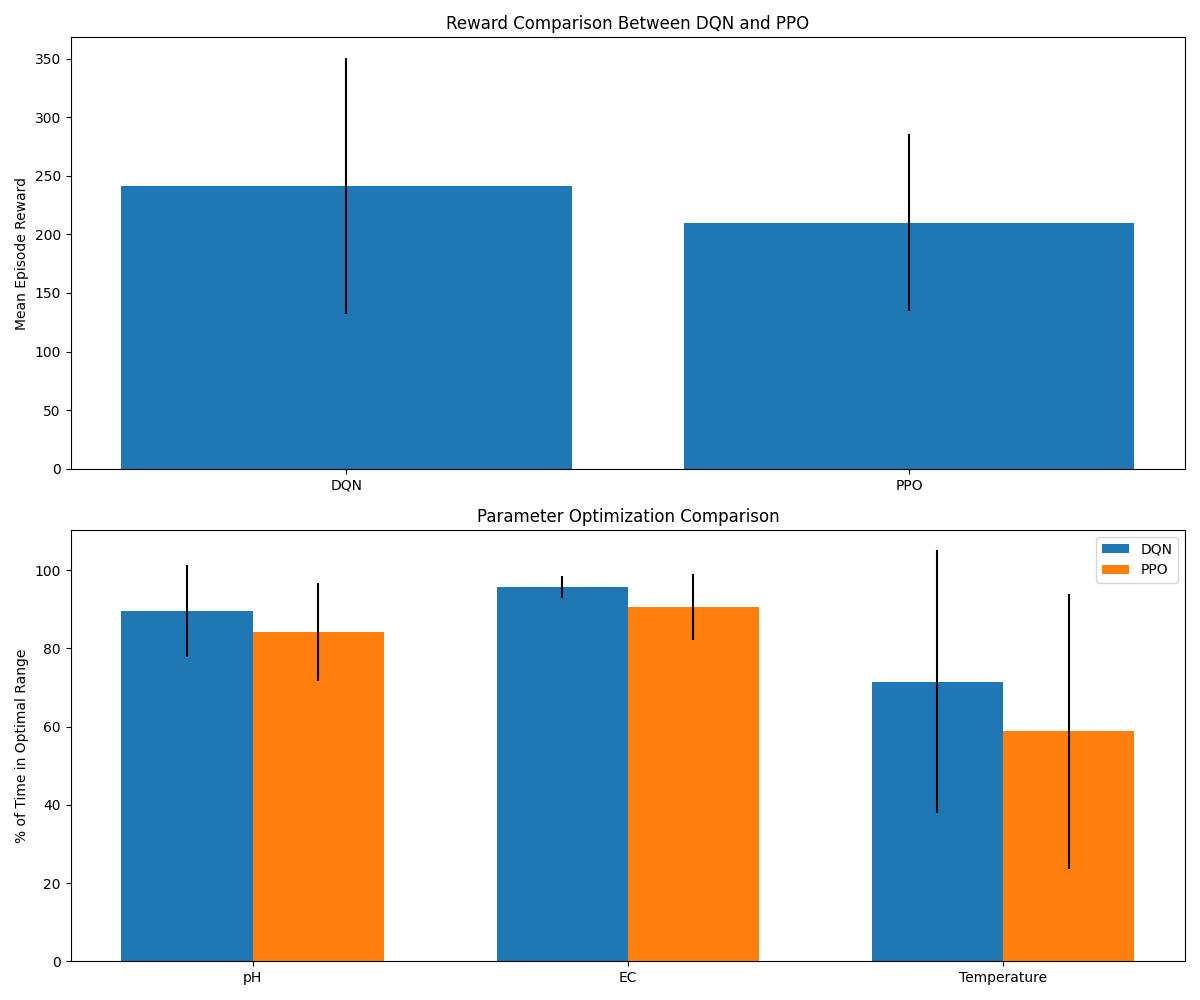 Reward Comparison Between DQN and PPO
Mean Episode Reward
350
300
250
200
150
100
50
0
DQN
PPO
Parameter Optimization Comparison
% of Time in Optimal Range
100
80
60
40
20
0
DQN
PPO
pH
EC
Temperature